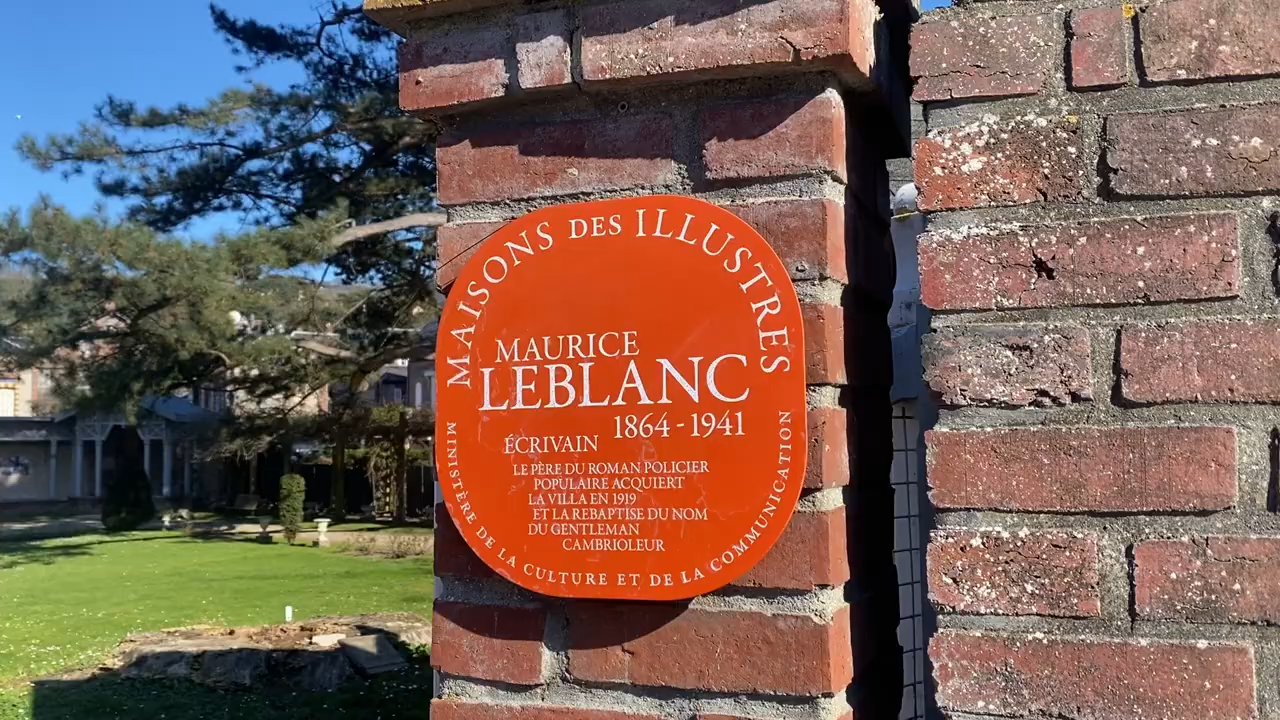 MAISONS DES ILLUSTRES
MAURICE
LEBLANC
1864 - 1941
ÉCRIVAIN
LE PÈRE DU ROMAN POLICIER
POPULAIRE ACQUIERT
LA VILLA EN 1919
ET LA REBAPTISE DU NOM
DU GENTLEMAN
CAMBRIOLEUR
MINISTÈRE DE LA CULTURE ET DE LA COMMUNICATION